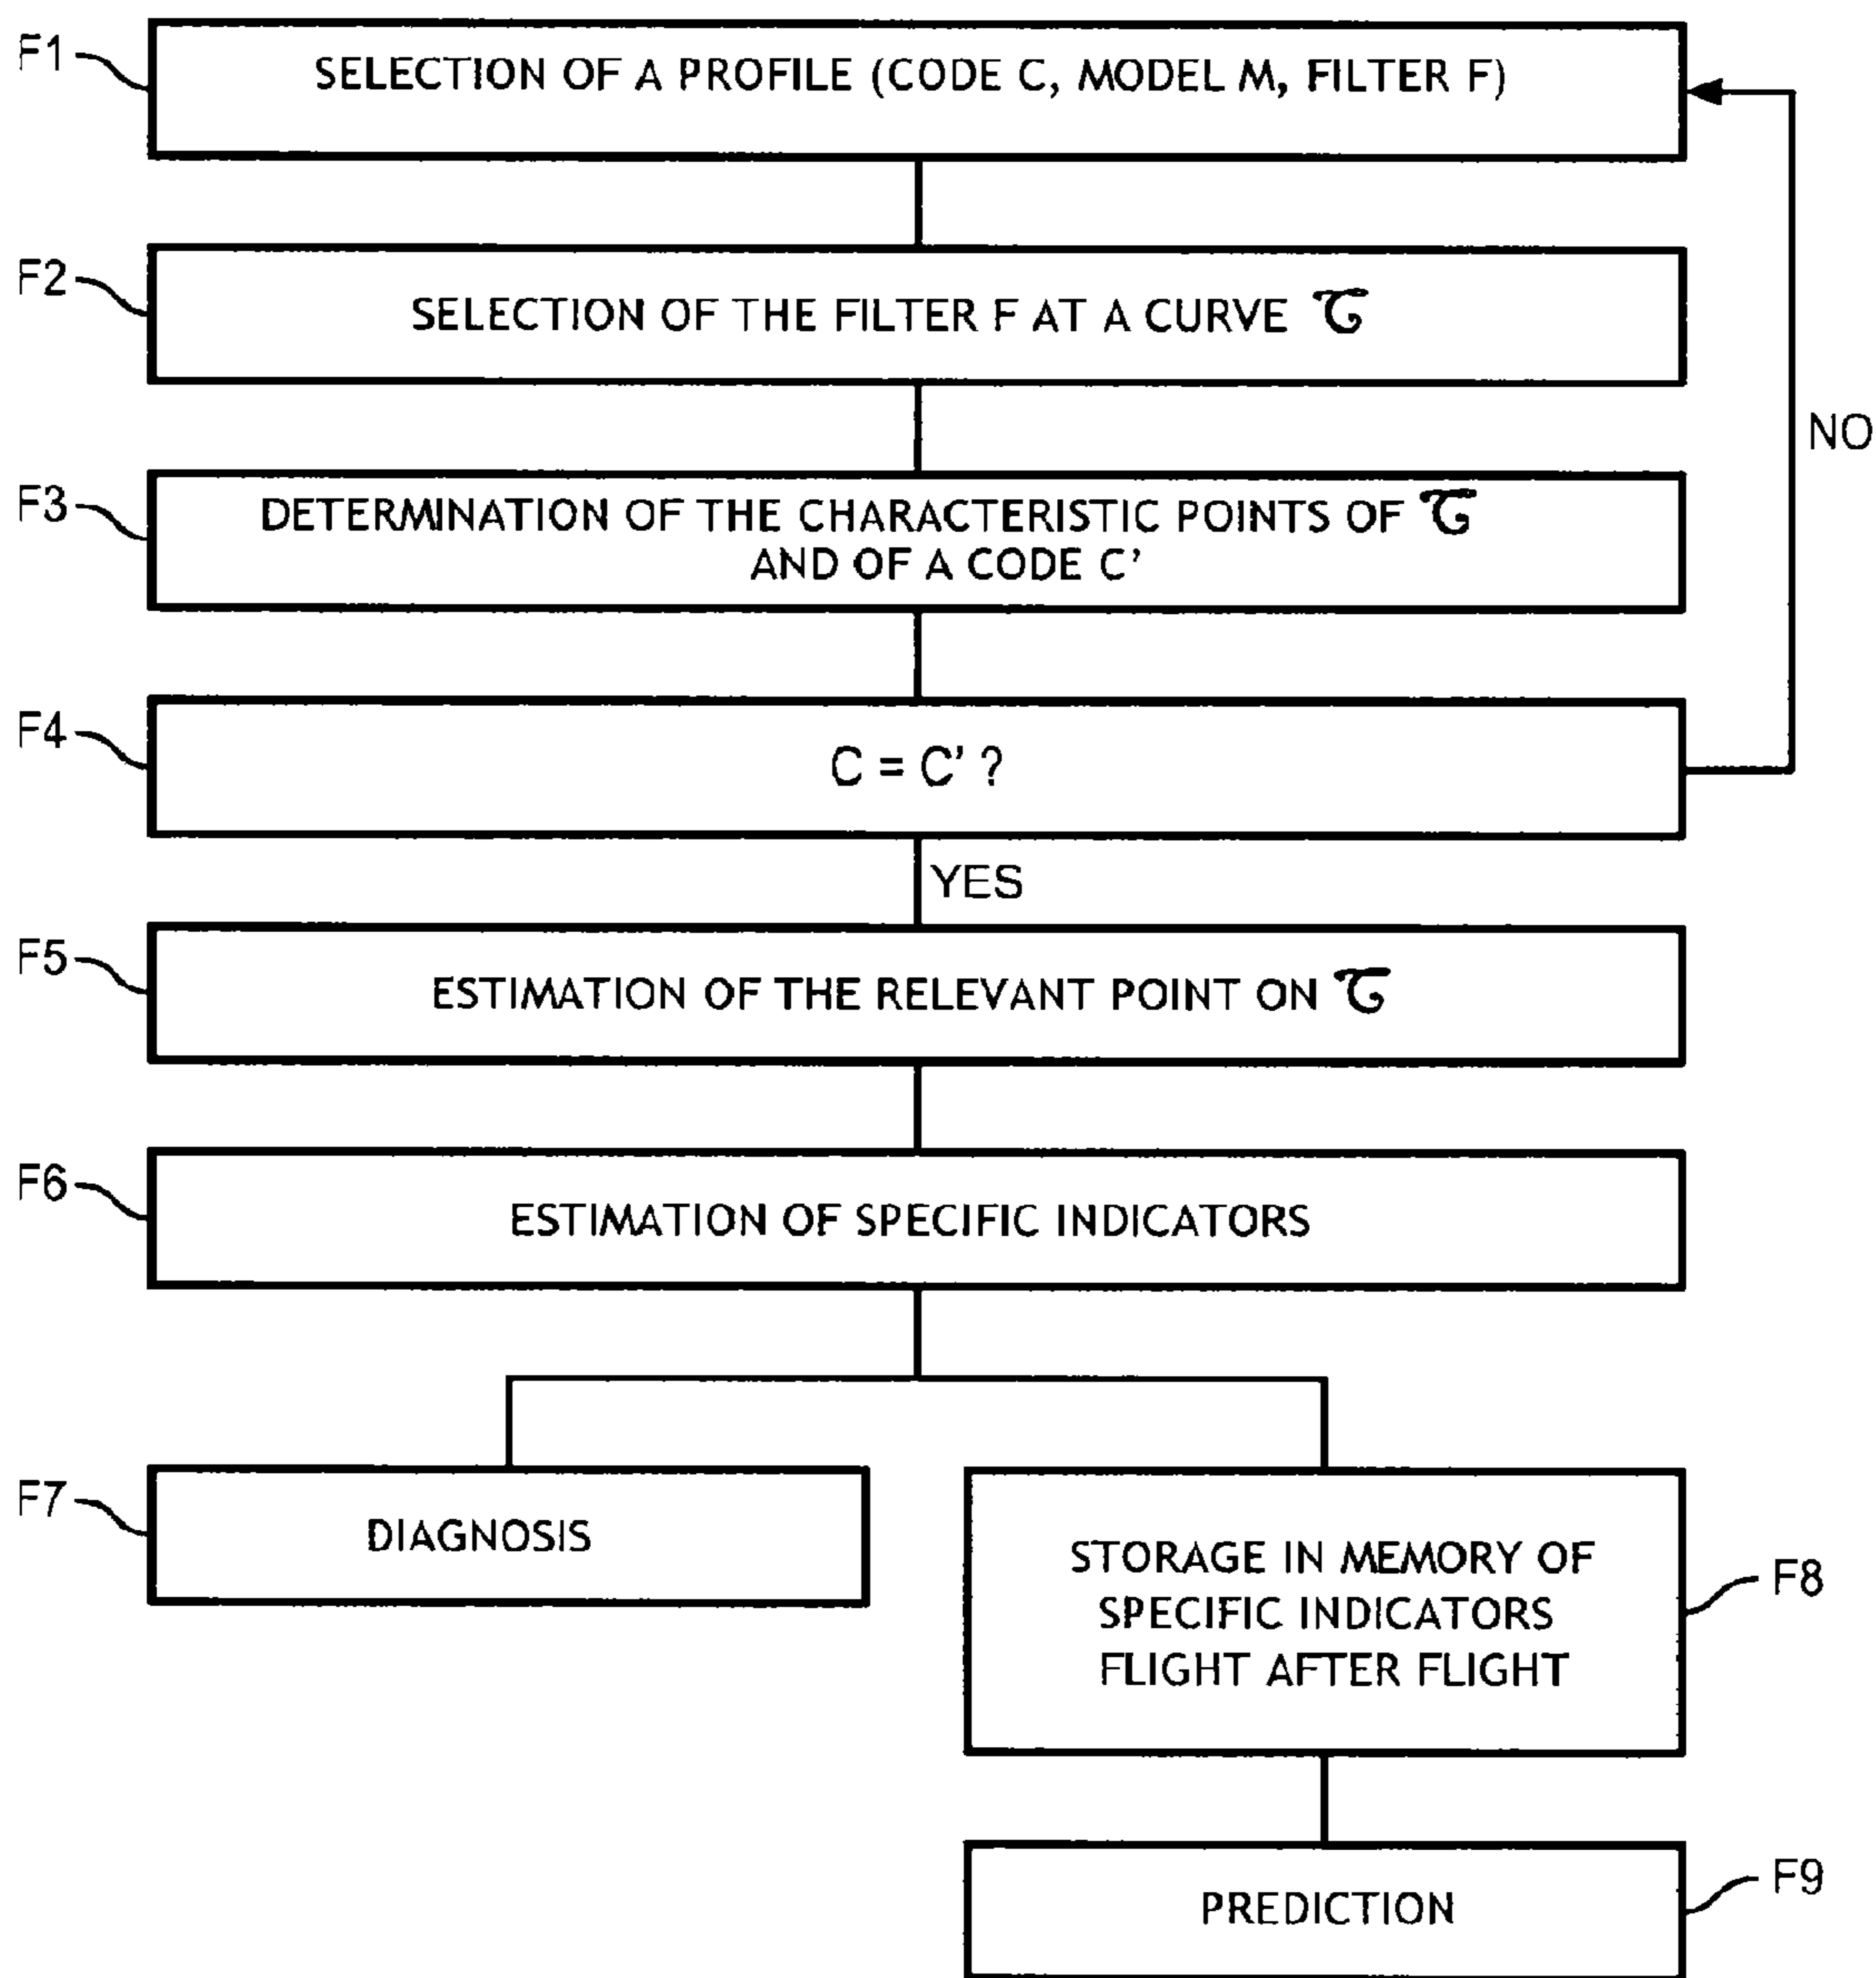 F1
SELECTION OF A PROFILE (CODE C, MODEL M, FILTER F)
F2
SELECTION OF THE FILTER F AT A CURVE 𝒯
F3
DETERMINATION OF THE CHARACTERISTIC POINTS OF 𝒯
AND OF A CODE C'
NO
F4
C = C' ?
YES
F5
ESTIMATION OF THE RELEVANT POINT ON 𝒯
F6
ESTIMATION OF SPECIFIC INDICATORS
F7
DIAGNOSIS
STORAGE IN MEMORY OF
SPECIFIC INDICATORS
FLIGHT AFTER FLIGHT
F8
PREDICTION
F9